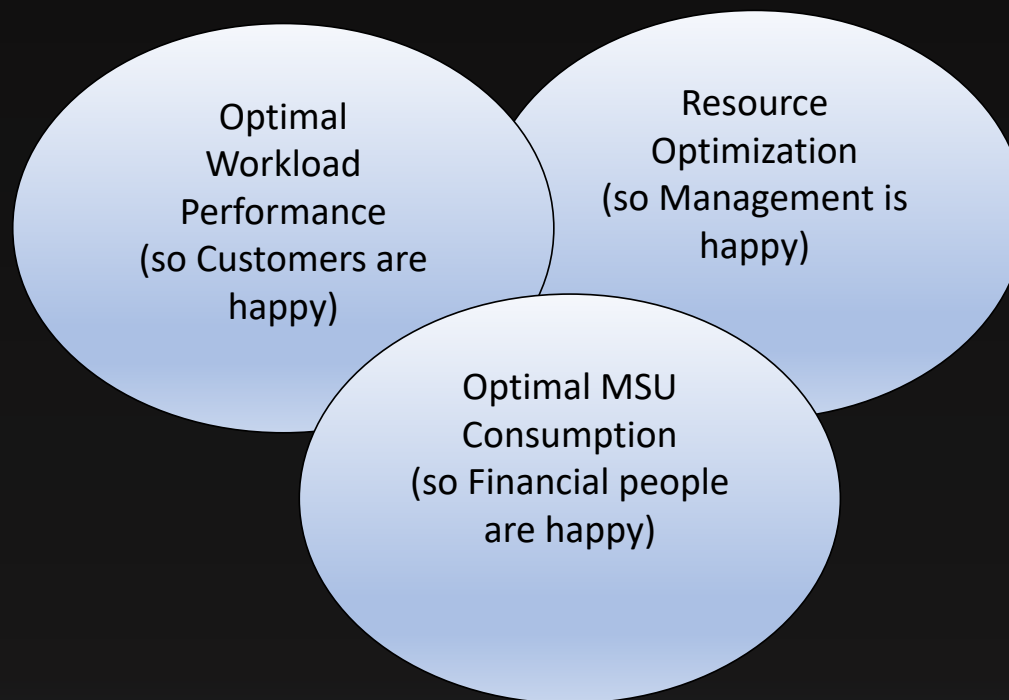 Optimal
Workload
Performance
(so Customers are
happy)
Resource
Optimization
(so Management is
happy)
Optimal MSU
Consumption
(so Financial people
are happy)